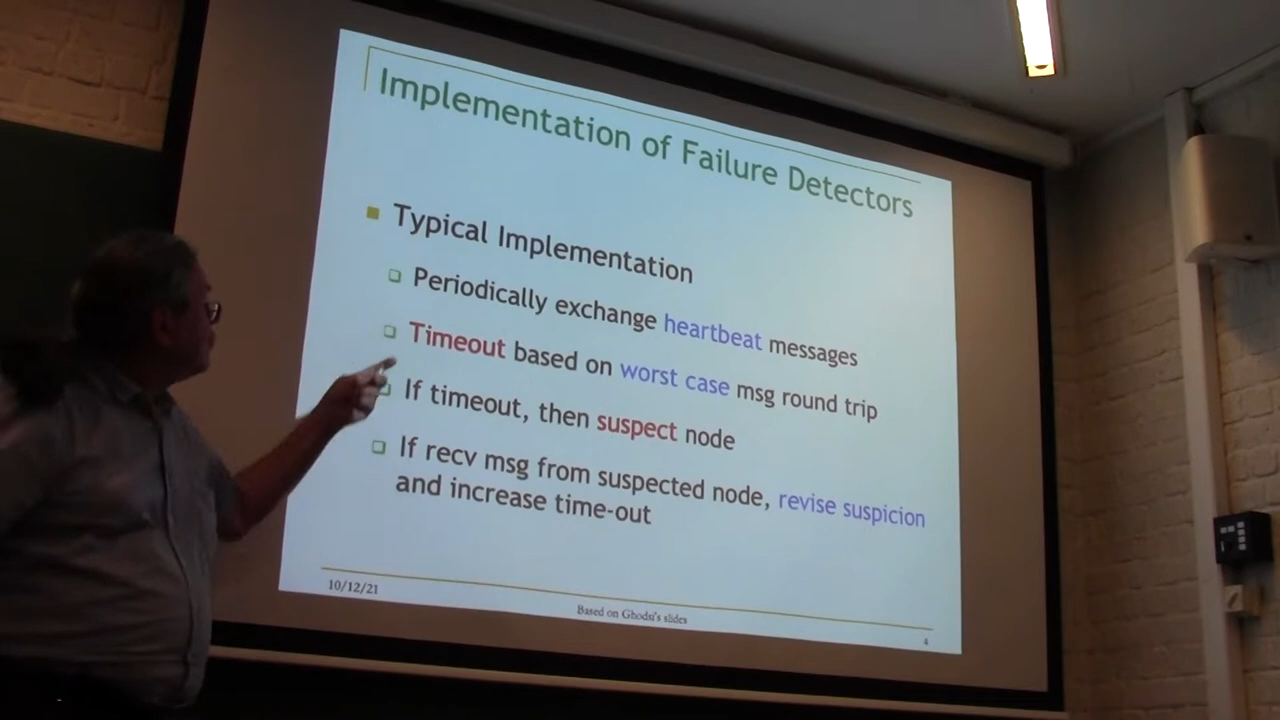 Implementation of Failure Detectors
Typical Implementation
Periodically exchange heartbeat messages
Timeout based on worst case msg round trip
If timeout, then suspect node
If recv msg from suspected node, revise suspicion
and increase time-out
10/12/21
Based on Ghodsi's slides
4